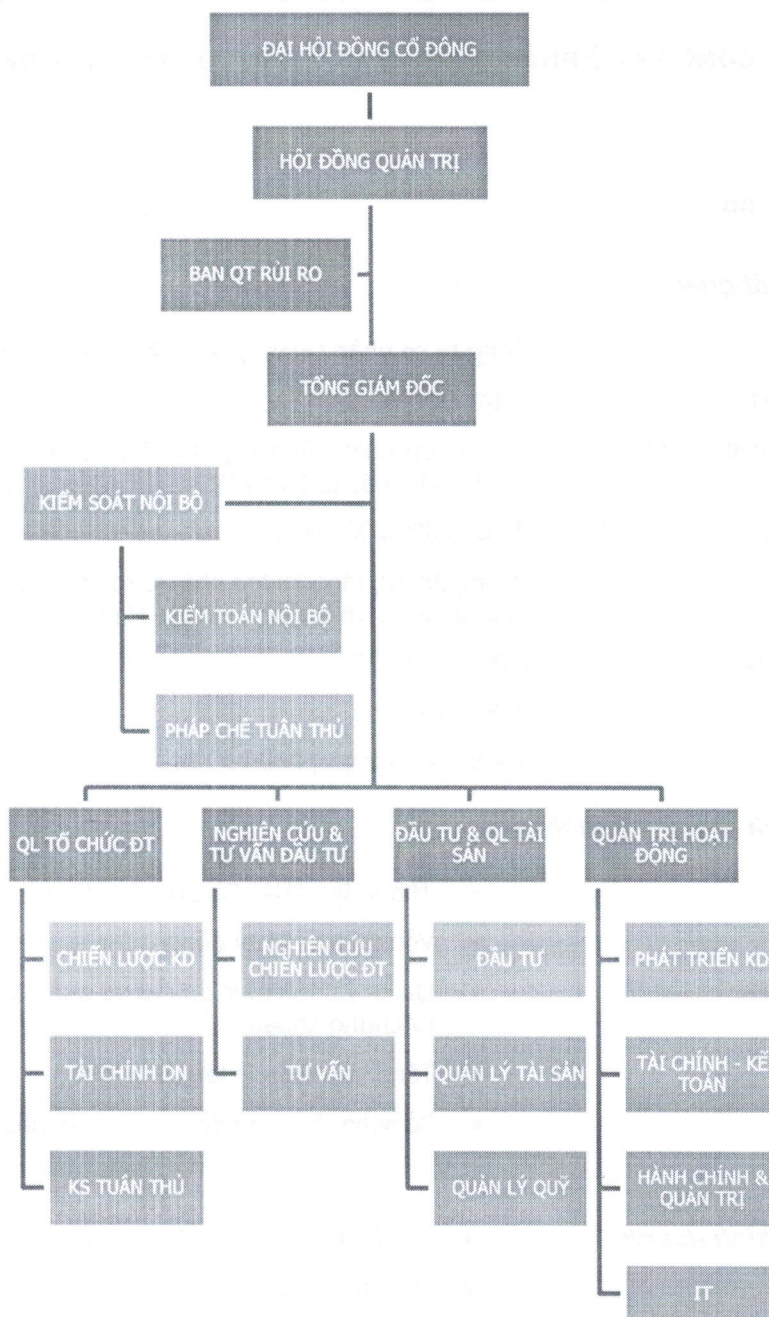 ĐẠI HỘI ĐỒNG CỔ ĐÔNG
HỘI ĐỒNG QUẢN TRỊ
BAN QT RỦI RO
TỔNG GIÁM ĐỐC
KIỂM SOÁT NỘI BỘ
KIỂM TOÁN NỘI BỘ
PHÁP CHẾ TUÂN THỦ
QL TỔ CHỨC ĐT
CHIẾN LƯỢC KD
TÀI CHÍNH DN
KS TUÂN THỦ
NGHIÊN CỨU &
TƯ VẤN ĐẦU TƯ
NGHIÊN CỨU
CHIẾN LƯỢC ĐT
TƯ VẤN
ĐẦU TƯ & QL TÀI
SẢN
ĐẦU TƯ
QUẢN LÝ TÀI SẢN
QUẢN LÝ QUỸ
QUẢN TRỊ HOẠT
ĐỘNG
PHÁT TRIỂN KD
TÀI CHÍNH - KẾ
TOÁN
HÀNH CHÍNH &
QUẢN TRỊ
IT